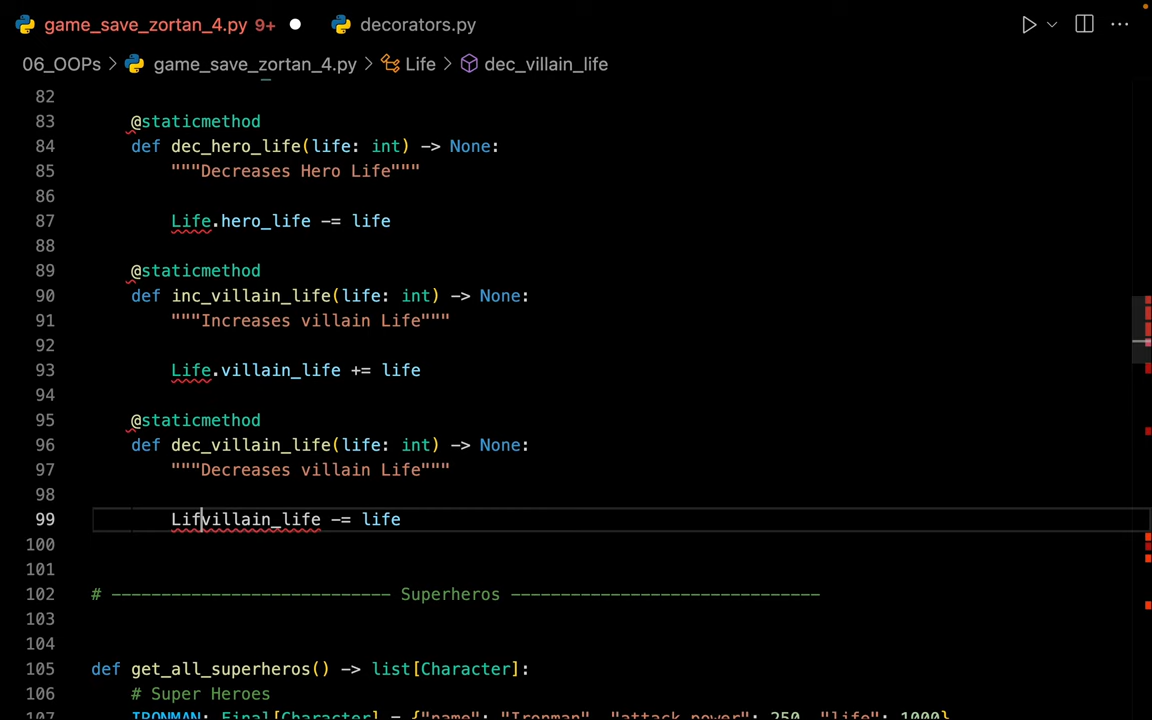 game_save_zortan_4.py 9+ decorators.py
06_OOPs > game_save_zortan_4.py > Life > dec_villain_life
82
83 @staticmethod
84 def dec_hero_life(life: int) -> None:
85 """Decreases Hero Life"""
86
87 Life.hero_life -= life
88
89 @staticmethod
90 def inc_villain_life(life: int) -> None:
91 """Increases villain Life"""
92
93 Life.villain_life += life
94
95 @staticmethod
96 def dec_villain_life(life: int) -> None:
97 """Decreases villain Life"""
98
99 Lifvillain_life -= life
100
101
102 # ---------------------------- Superheros -------------------------------
103
104
105 def get_all_superheros() -> list[Character]:
106 # Super Heroes
107 IRONMAN: Final[Character] = {"name": "Ironman", "attack_power": 250, "life": 1000}